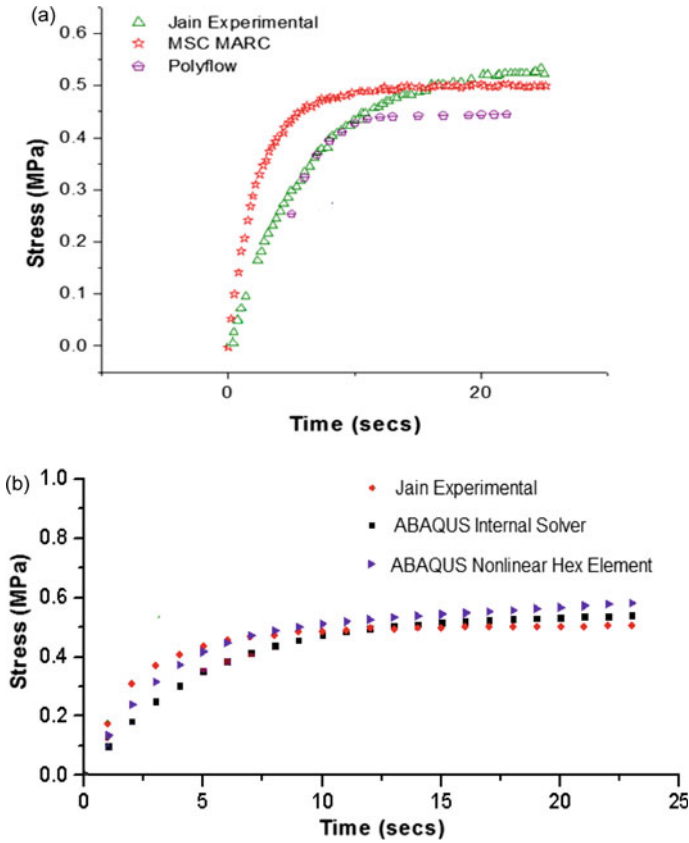 (a)
Jain Experimental
MSC MARC
Polyflow
0.6
0.5
0.4
0.3
0.2
0.1
0.0
Stress (MPa)
0
20
Time (secs)
(b)
1.0
0.8
0.6
0.4
0.2
0.0
Stress (MPa)
Jain Experimental
ABAQUS Internal Solver
ABAQUS Nonlinear Hex Element
0
5
10
15
20
25
Time (secs)